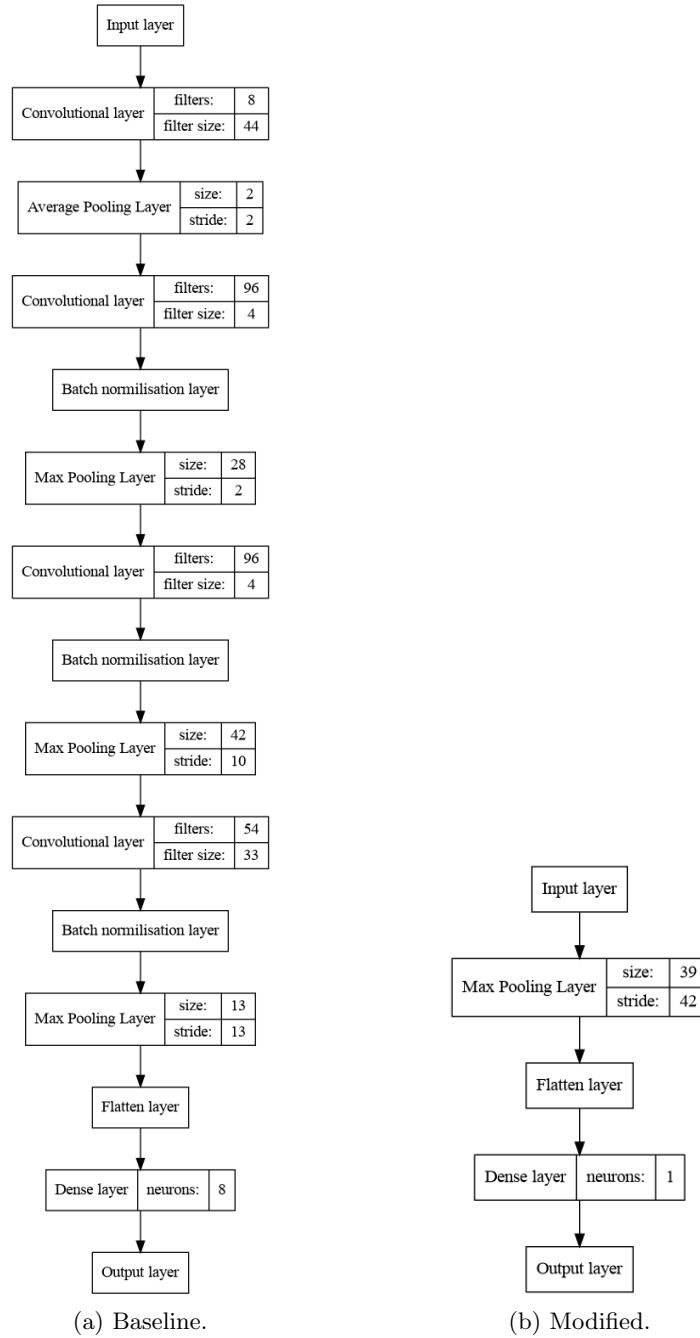 Input layer
Convolutional layer filters: 8
filter size: 44
Average Pooling Layer size: 2
stride: 2
Convolutional layer filters: 96
filter size: 4
Batch normilisation layer
Max Pooling Layer size: 28
stride: 2
Convolutional layer filters: 96
filter size: 4
Batch normilisation layer
Max Pooling Layer size: 42
stride: 10
Convolutional layer filters: 54
filter size: 33
Batch normilisation layer
Max Pooling Layer size: 13
stride: 13
Flatten layer
Dense layer neurons: 8
Output layer
(a) Baseline.
Input layer
Max Pooling Layer size: 39
stride: 42
Flatten layer
Dense layer neurons: 1
Output layer
(b) Modified.